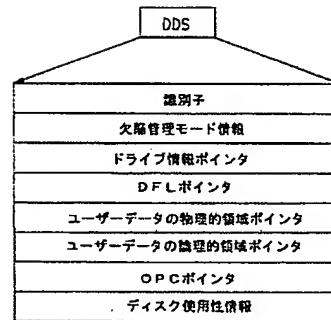 DDS
識別子
欠陥管理モード情報
ドライブ情報ポインタ
DFLポインタ
ユーザーデータの物理的領域ポインタ
ユーザーデータの論理的領域ポインタ
OPCポインタ
ディスク使用性情報